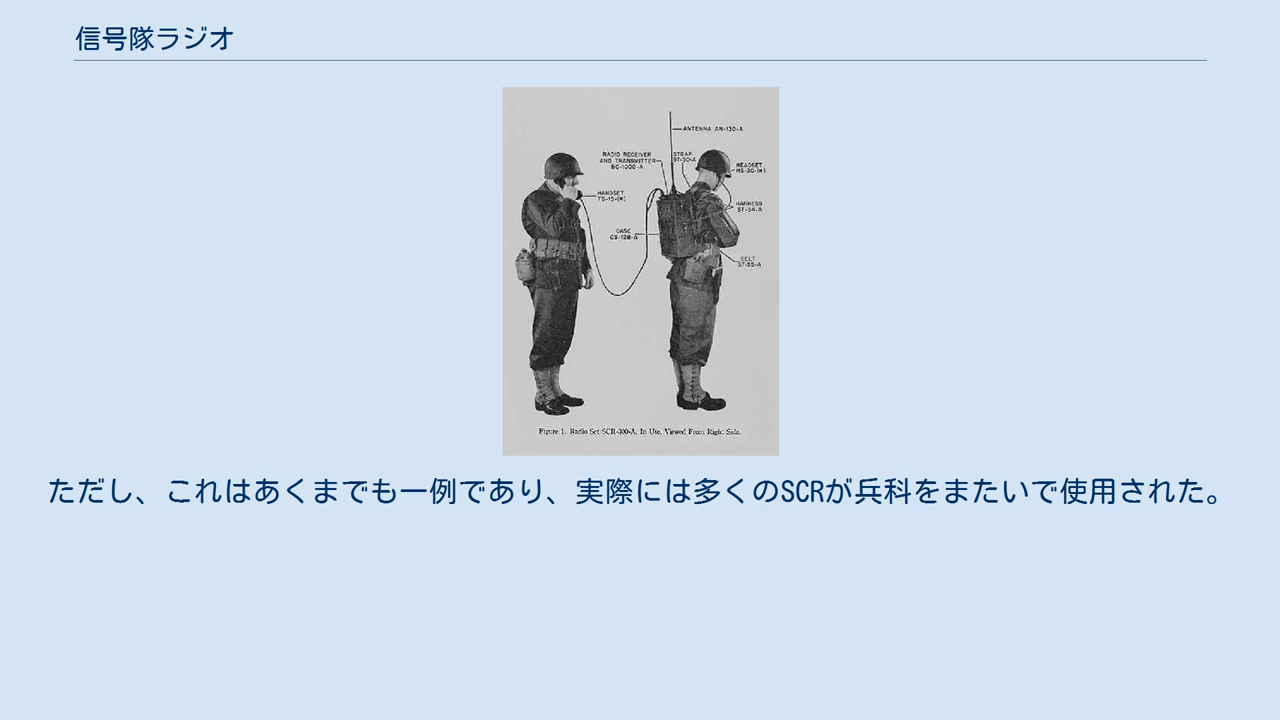 信号隊ラジオ
ANTENNA AN-130-A
RADIO RECEIVER
AND TRANSMITTER
BC-1000-A
STRAP
ST-50-A
HEADSET
HS-30-(*)
HANDSET
TS-15-(*)
HARNESS
ST-54-A
CASE
CS-128-A
BELT
ST-55-A
Figure 1. Radio Set SCR-300-A, In Use, Viewed From Right Side.
ただし、これはあくまでも一例であり、実際には多くのSCRが兵科をまたいで使用された。